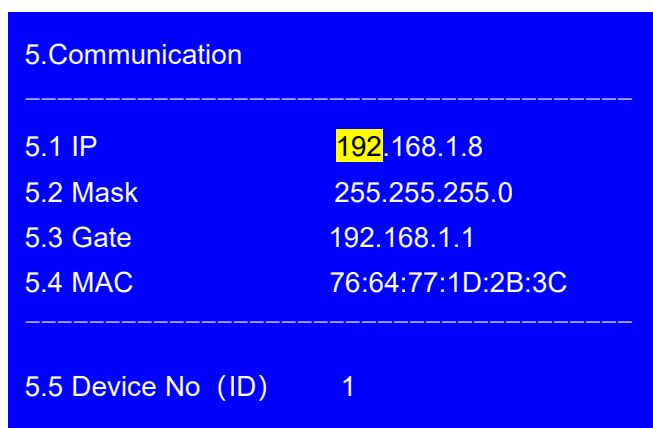 5.Communication
5.1 IP 192.168.1.8
5.2 Mask 255.255.255.0
5.3 Gate 192.168.1.1
5.4 MAC 76:64:77:1D:2B:3C
5.5 Device No（ID） 1